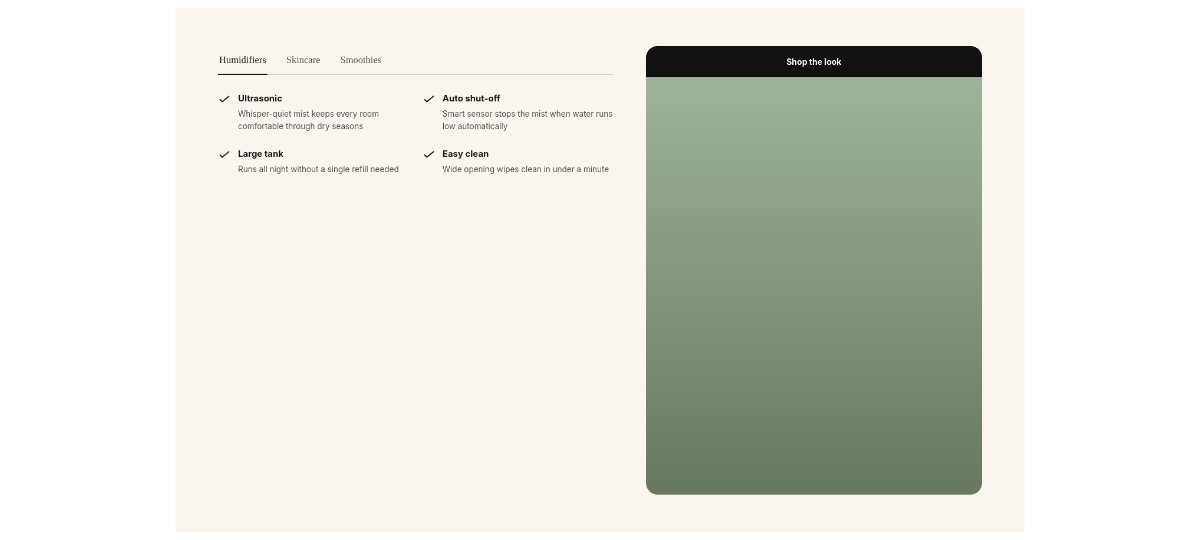 Humidifiers Skincare Smoothies
Ultrasonic
Whisper-quiet mist keeps every room
comfortable through dry seasons
Auto shut-off
Smart sensor stops the mist when water runs
low automatically
Large tank
Runs all night without a single refill needed
Easy clean
Wide opening wipes clean in under a minute
Shop the look